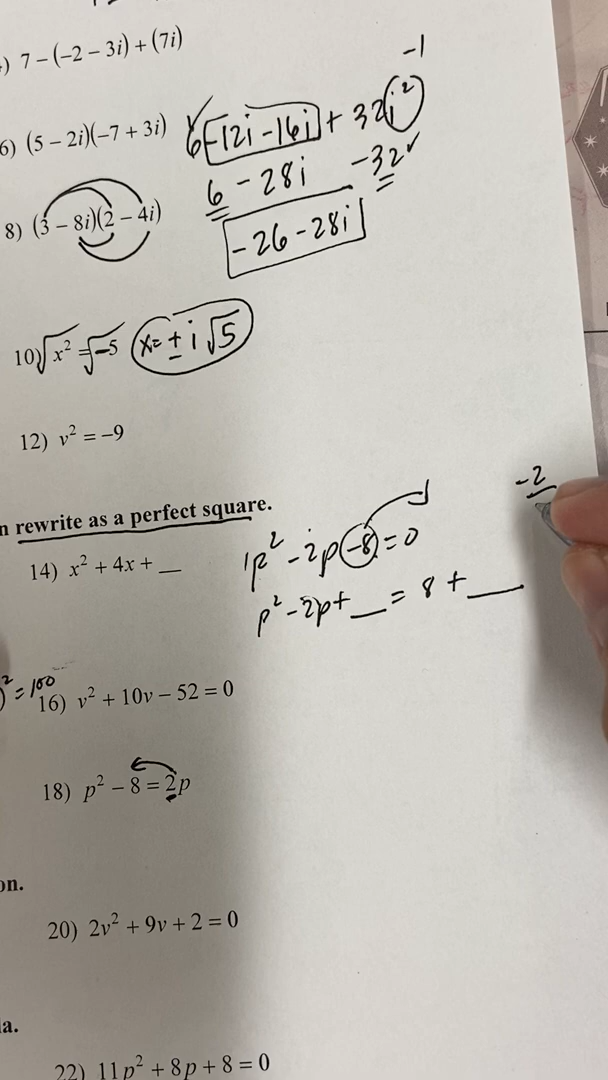 ) 7 − (−2 − 3i) + (7i)
-1
6) (5 − 2i)(−7 + 3i)
6 -12i -16i + 32i²
6 - 28i -32
8) (3 − 8i)(2 − 4i)
-26 - 28i
10) √x² = √−5 x = ± i√5
12) v² = −9
-2
n rewrite as a perfect square.
1p² - 2p -8 = 0
14) x² + 4x + __
p² - 2p + __ = 8 + __
)² = 100
16) v² + 10v − 52 = 0
18) p² − 8 = 2p
on.
20) 2v² + 9v + 2 = 0
la.
22) 11p² + 8p + 8 = 0